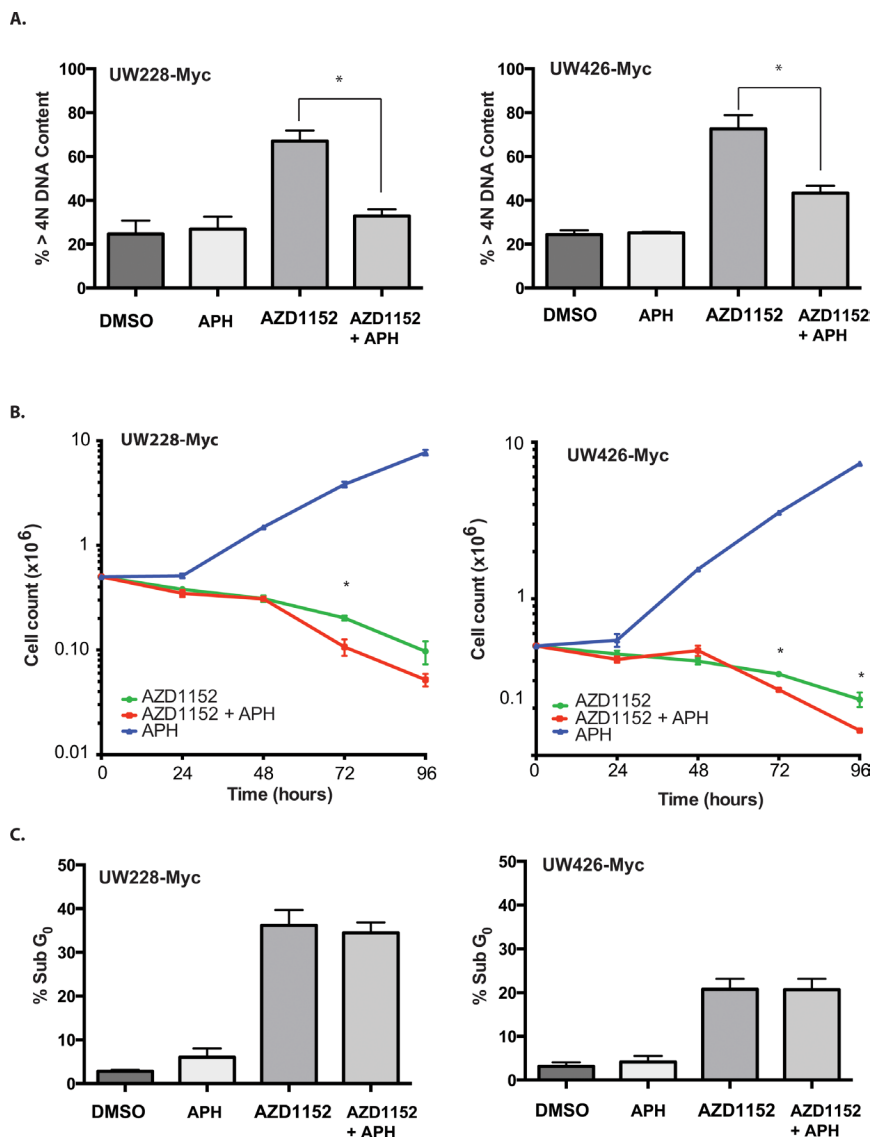 A.
UW228-Myc
% > 4N DNA Content
100
80
60
40
20
0
*
DMSO
APH
AZD1152
AZD1152
+ APH
UW426-Myc
% > 4N DNA Content
100
80
60
40
20
0
*
DMSO
APH
AZD1152
AZD1152
+ APH
B.
UW228-Myc
Cell count (x10⁶)
10
1
0.10
0.01
*
AZD1152
AZD1152 + APH
APH
0
24
48
72
96
Time (hours)
UW426-Myc
Cell count (x10⁶)
10
1
0.1
*
*
AZD1152
AZD1152 + APH
APH
0
24
48
72
96
Time (hours)
C.
UW228-Myc
% Sub G₀
50
40
30
20
10
0
DMSO
APH
AZD1152
AZD1152
+ APH
UW426-Myc
% Sub G₀
50
40
30
20
10
0
DMSO
APH
AZD1152
AZD1152
+ APH